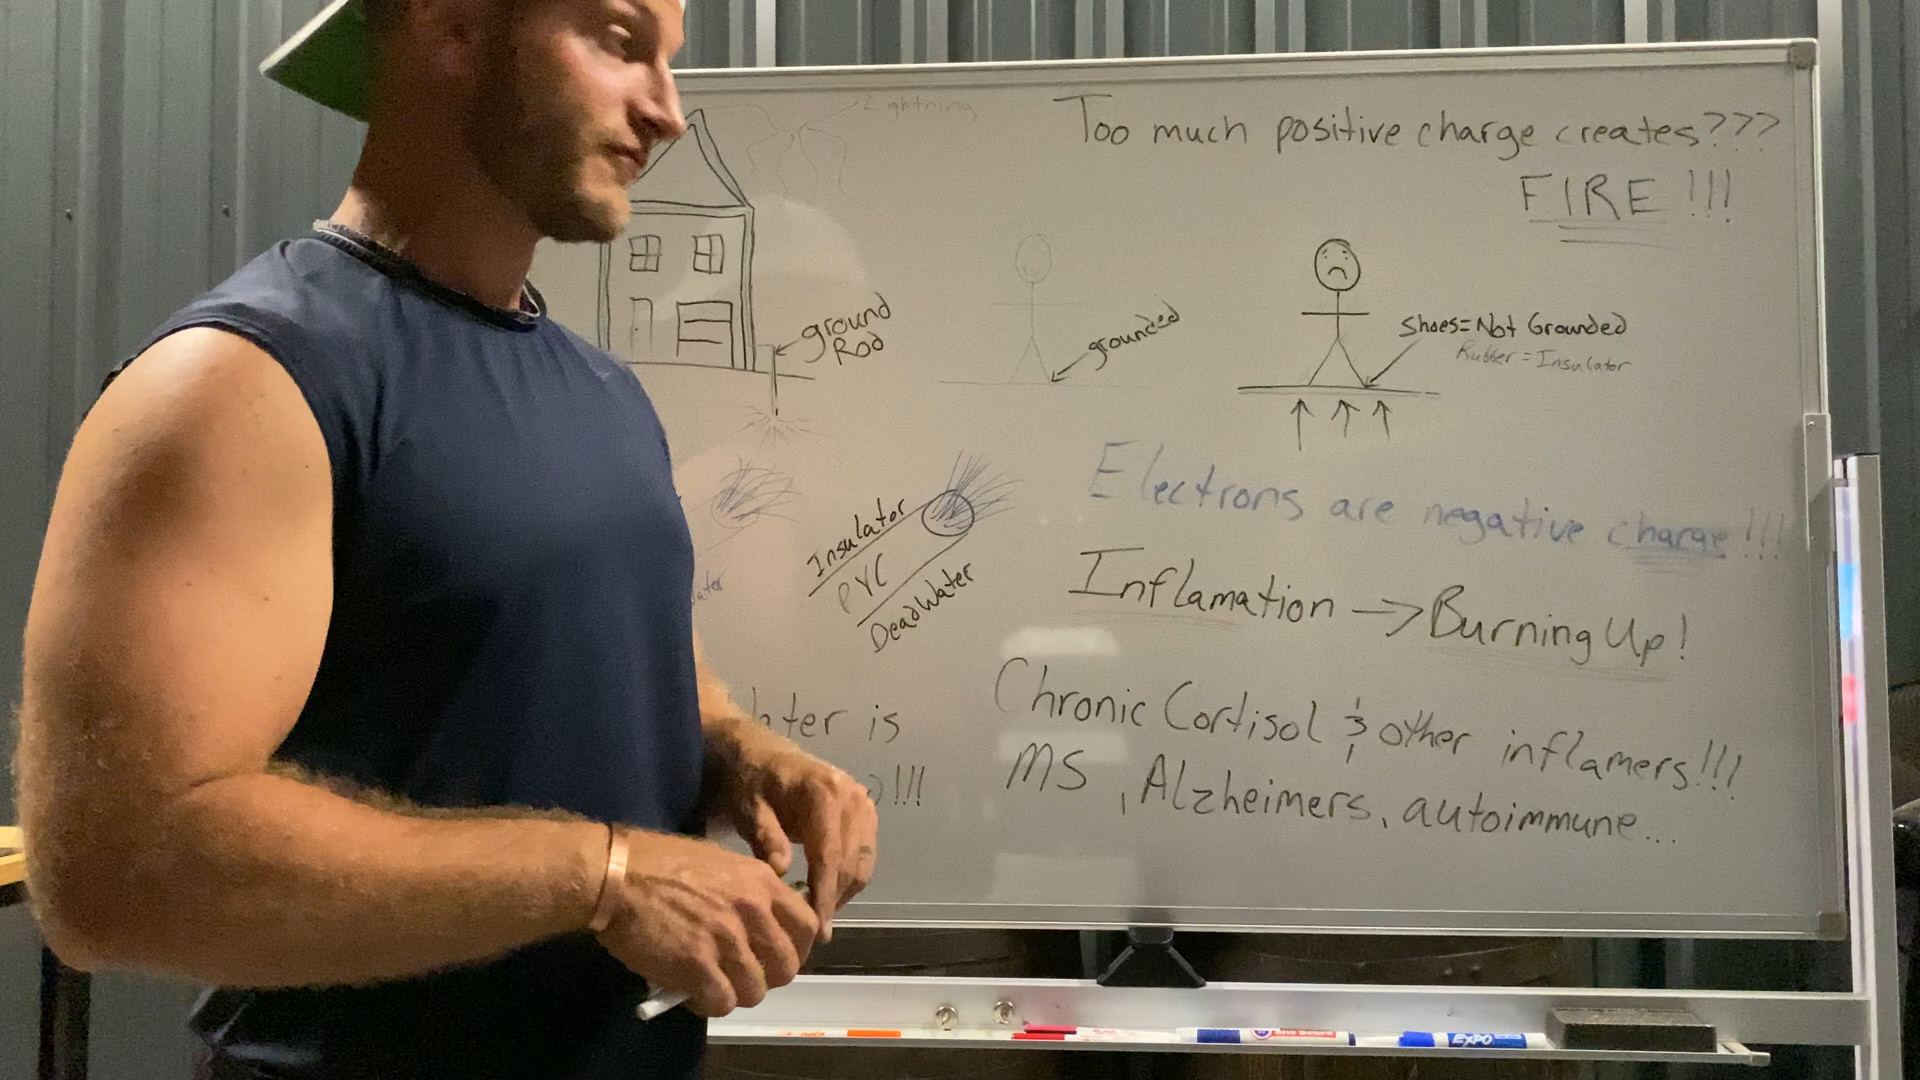 Lightning
Too much positive charge creates???
FIRE!!!
ground
Rod
grounded
Shoes=Not Grounded
Rubber = Insulator
Electrons are negative charge!!!
Insulator
PVC
Dead Water
Inflamation → Burning Up!
ater is
!!!
Chronic Cortisol & other inflamers!!!
MS, Alzheimers, autoimmune...
EXPO